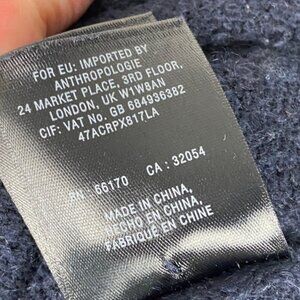 FOR EU: IMPORTED BY
ANTHROPOLOGIE
24 MARKET PLACE, 3RD FLOOR,
LONDON, UK W1W8AN
CIF: VAT No. GB 684936382
47ACRPXB17LA
RN: 66170 CA: 32054
MADE IN CHINA,
HECHO EN CHINA,
FABRIQUÉ EN CHINE